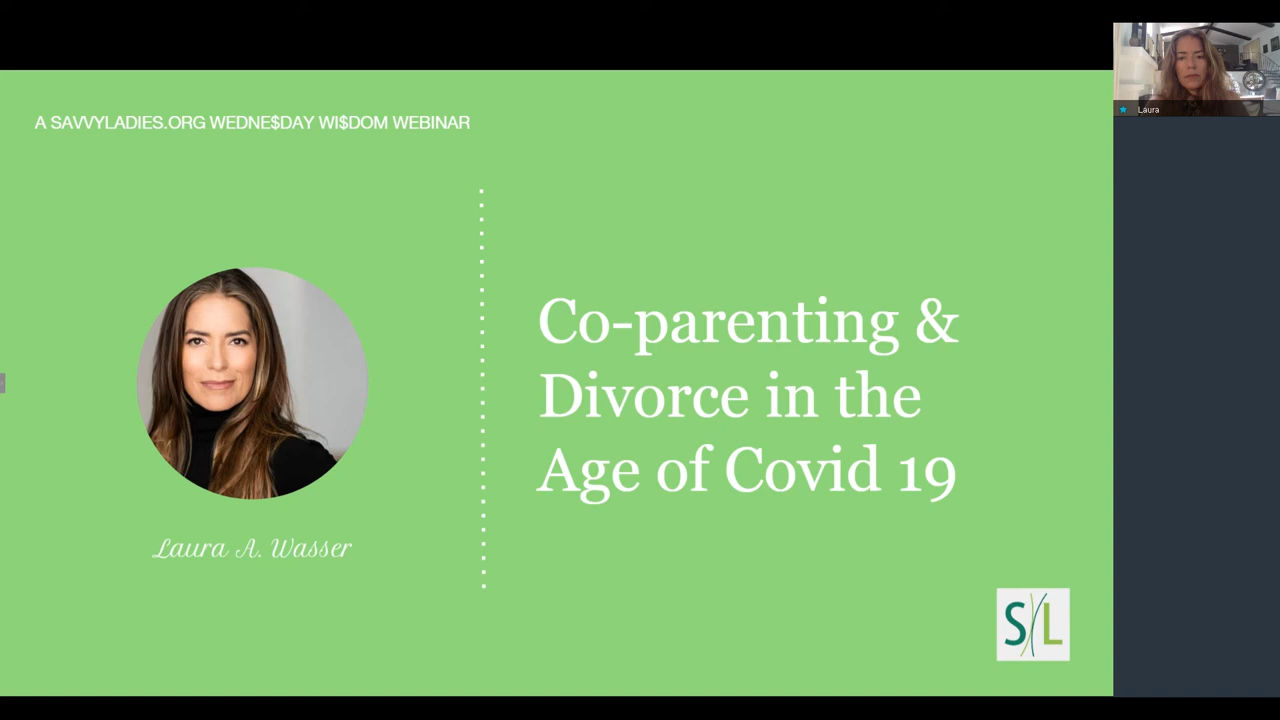 A SAVVYLADIES.ORG WEDNE$DAY WI$DOM WEBINAR
Co-parenting &
Divorce in the
Age of Covid 19
Laura A. Wasser
S L
Laura